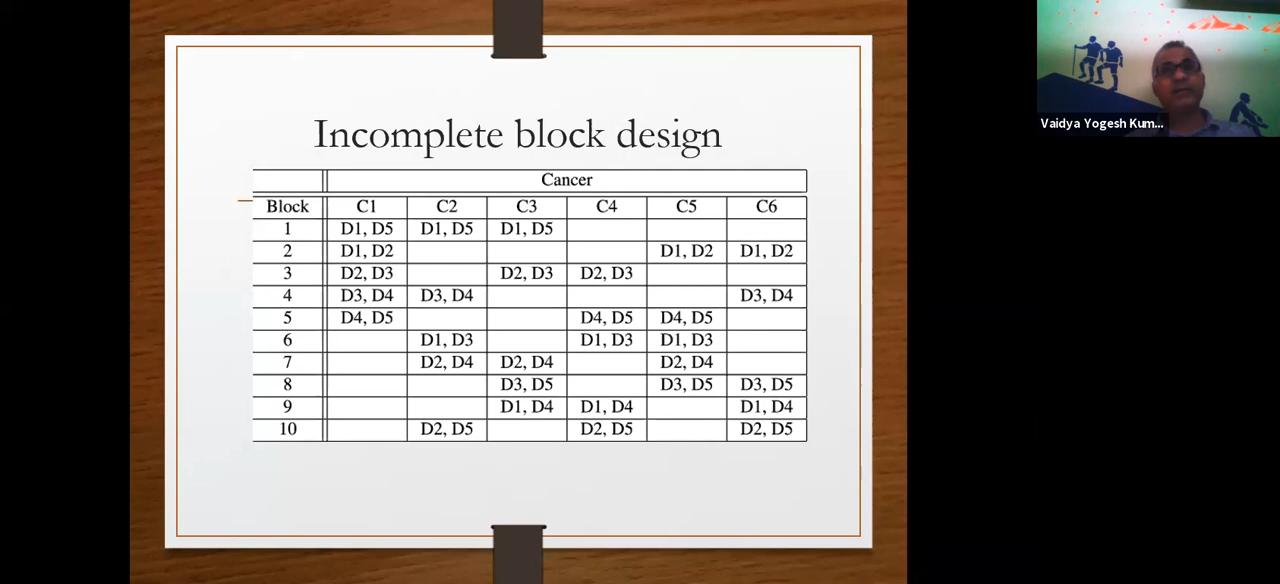 Incomplete block design
Cancer
Block C1 C2 C3 C4 C5 C6
1 D1, D5 D1, D5 D1, D5
2 D1, D2 D1, D2 D1, D2
3 D2, D3 D2, D3 D2, D3
4 D3, D4 D3, D4 D3, D4
5 D4, D5 D4, D5 D4, D5
6 D1, D3 D1, D3 D1, D3
7 D2, D4 D2, D4 D2, D4
8 D3, D5 D3, D5 D3, D5
9 D1, D4 D1, D4 D1, D4
10 D2, D5 D2, D5 D2, D5
Vaidya Yogesh Kum...